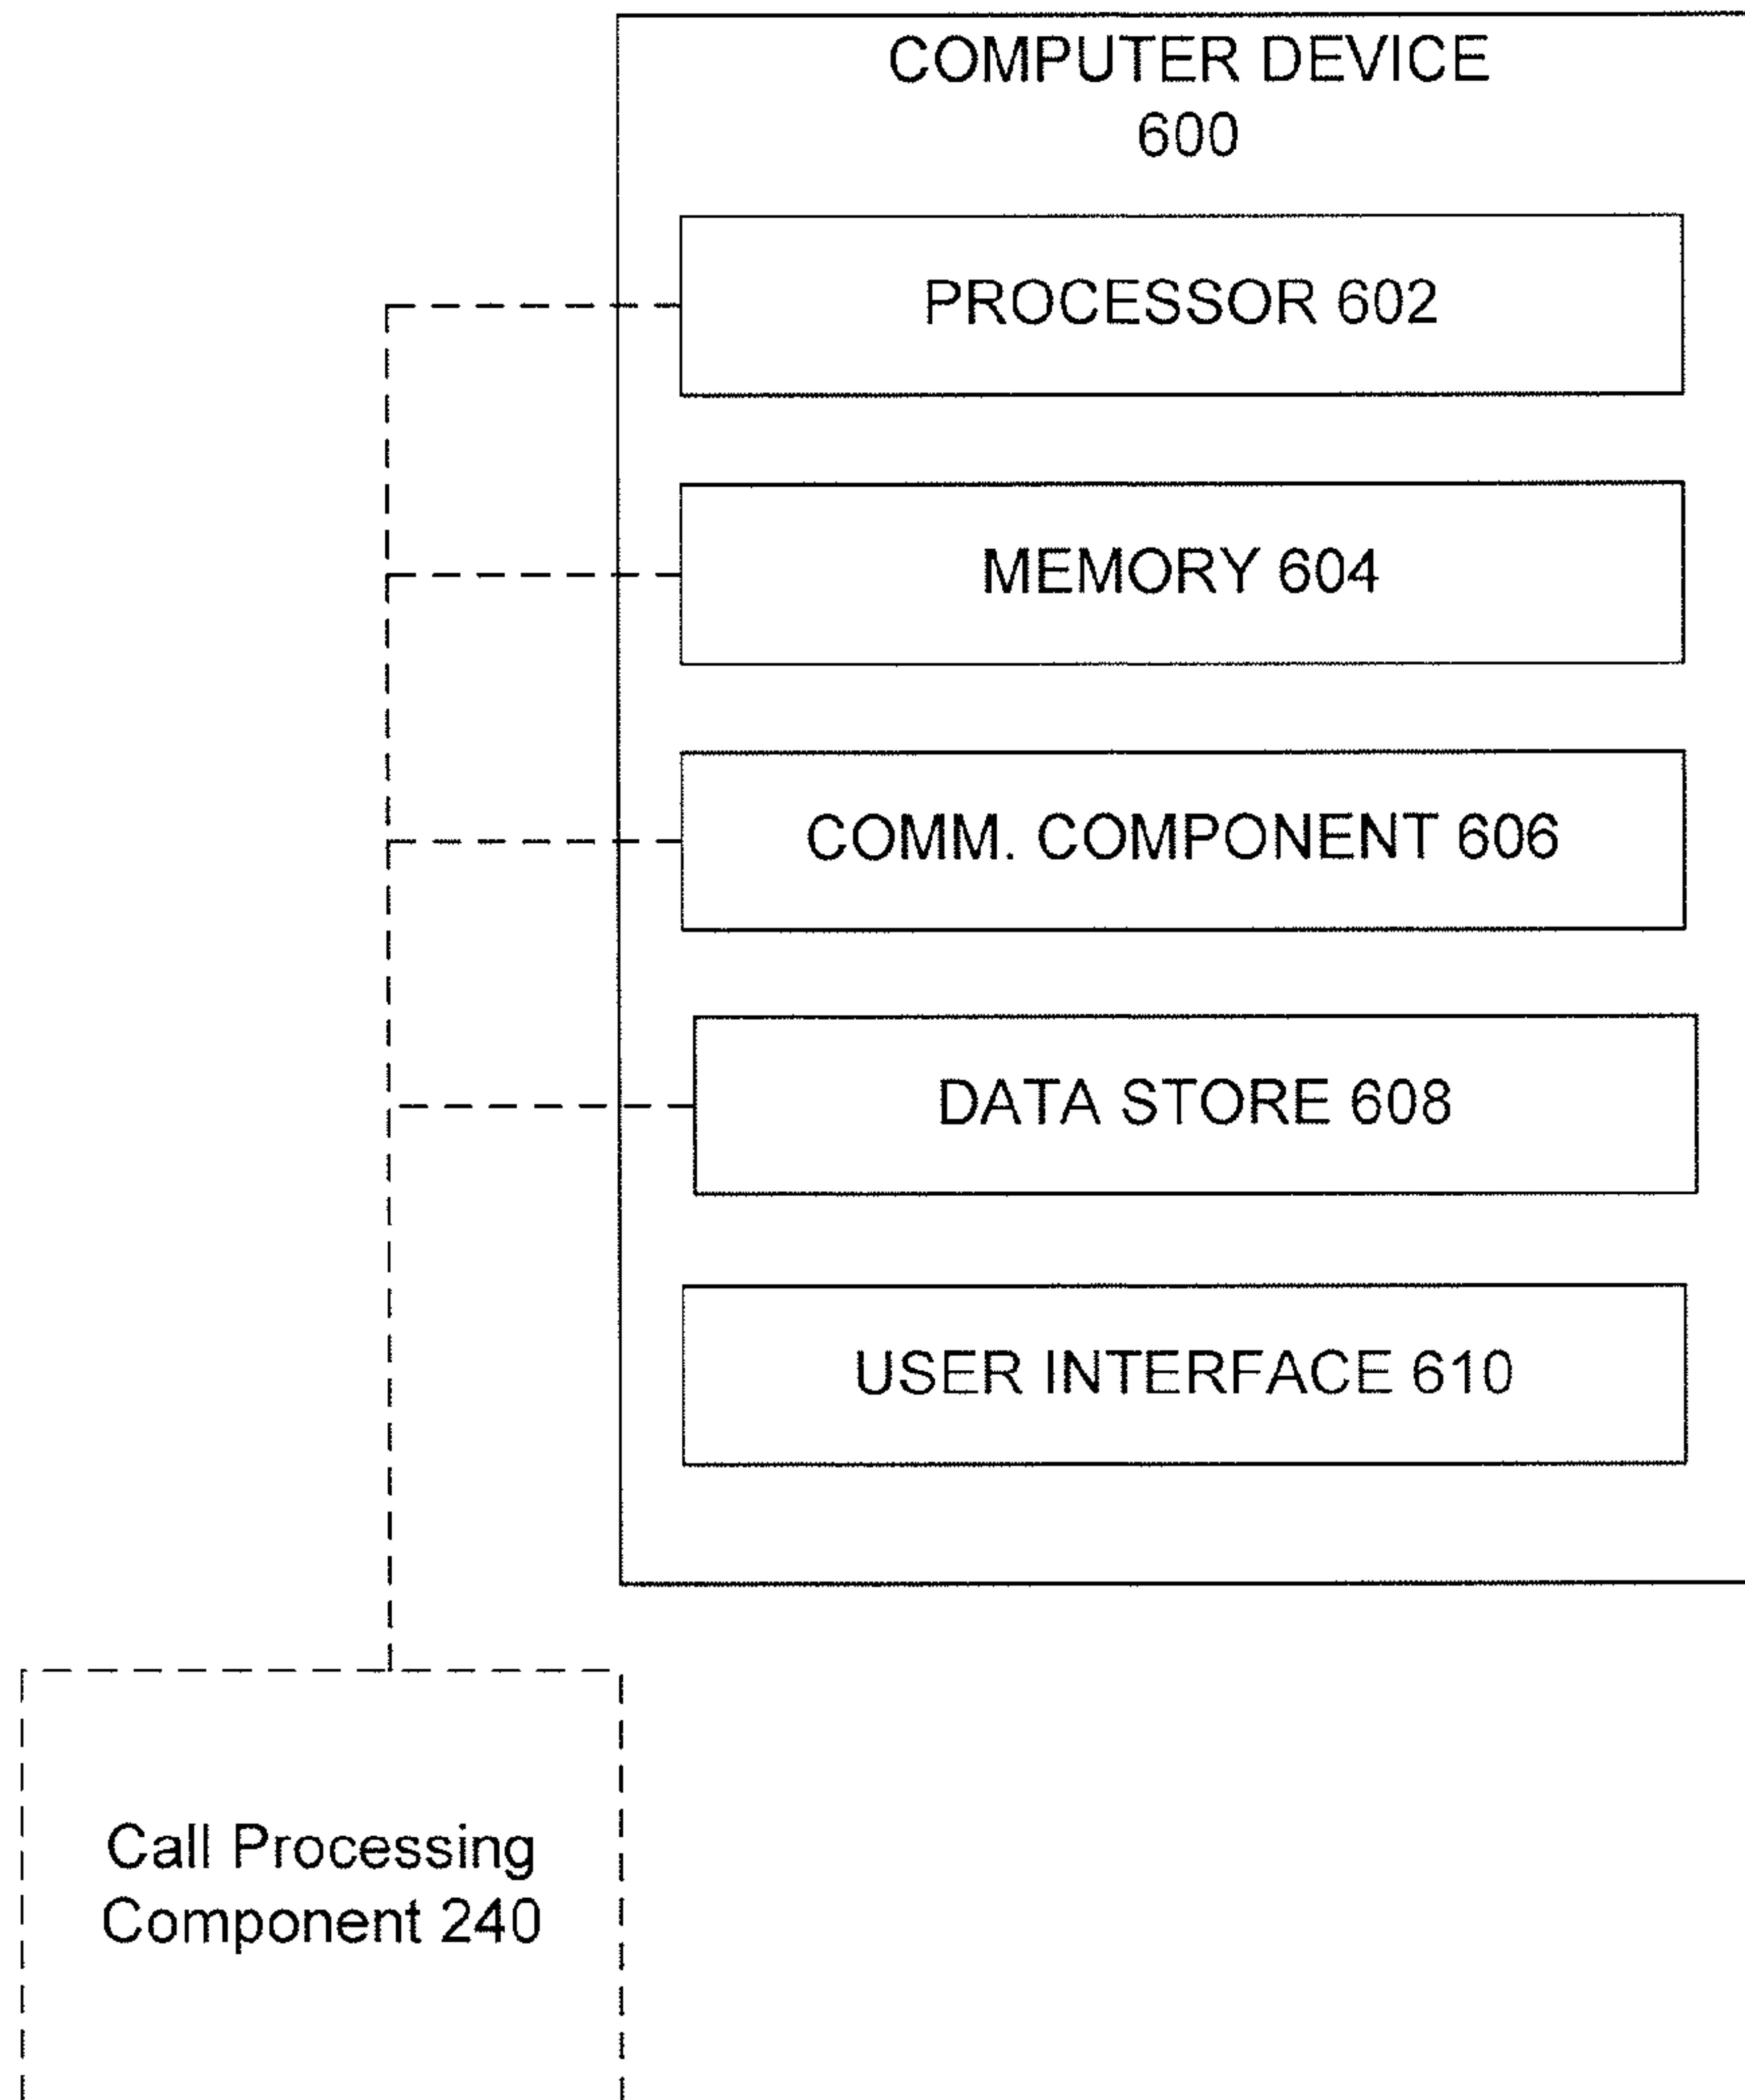 COMPUTER DEVICE
600
PROCESSOR 602
MEMORY 604
COMM. COMPONENT 606
DATA STORE 608
USER INTERFACE 610
Call Processing
Component 240